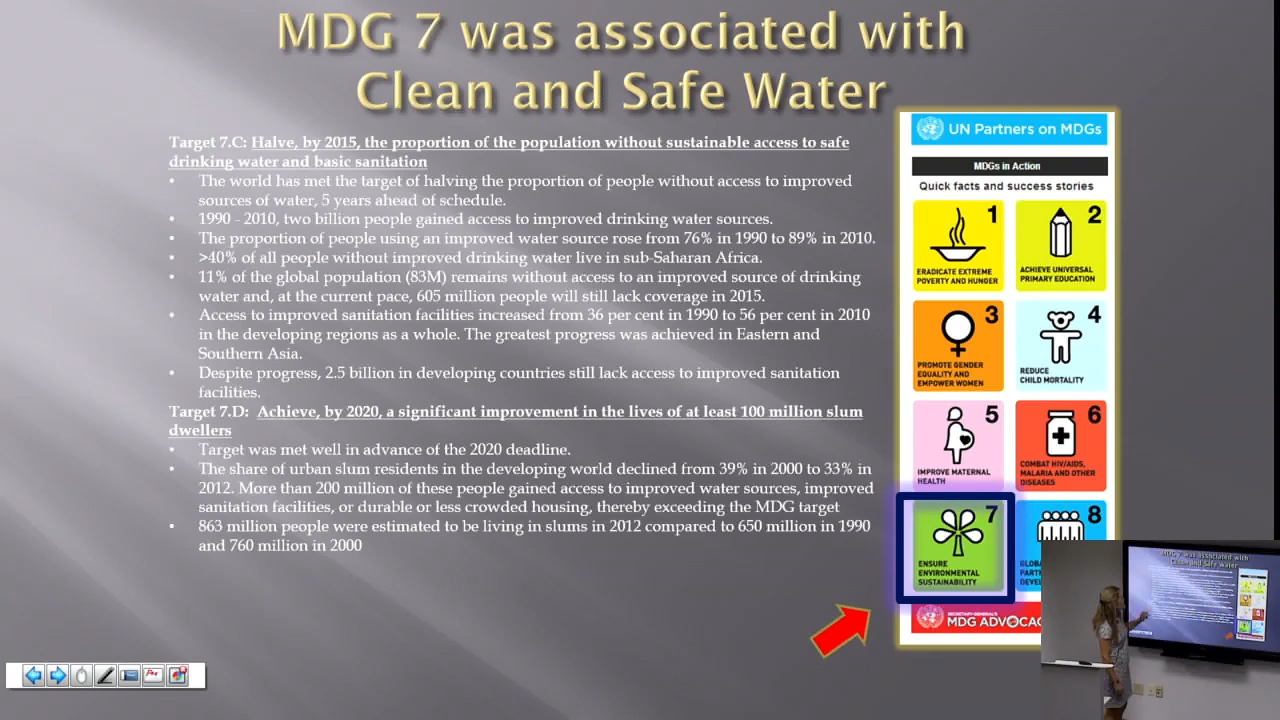 MDG 7 was associated with
Clean and Safe Water
Target 7.C: Halve, by 2015, the proportion of the population without sustainable access to safe
drinking water and basic sanitation
• The world has met the target of halving the proportion of people without access to improved
sources of water, 5 years ahead of schedule.
• 1990 - 2010, two billion people gained access to improved drinking water sources.
• The proportion of people using an improved water source rose from 76% in 1990 to 89% in 2010.
• >40% of all people without improved drinking water live in sub-Saharan Africa.
• 11% of the global population (83M) remains without access to an improved source of drinking
water and, at the current pace, 605 million people will still lack coverage in 2015.
• Access to improved sanitation facilities increased from 36 per cent in 1990 to 56 per cent in 2010
in the developing regions as a whole. The greatest progress was achieved in Eastern and
Southern Asia.
• Despite progress, 2.5 billion in developing countries still lack access to improved sanitation
facilities.
Target 7.D: Achieve, by 2020, a significant improvement in the lives of at least 100 million slum
dwellers
• Target was met well in advance of the 2020 deadline.
• The share of urban slum residents in the developing world declined from 39% in 2000 to 33% in
2012. More than 200 million of these people gained access to improved water sources, improved
sanitation facilities, or durable or less crowded housing, thereby exceeding the MDG target
• 863 million people were estimated to be living in slums in 2012 compared to 650 million in 1990
and 760 million in 2000
UN Partners on MDGs
MDGs in Action
Quick facts and success stories
1
ERADICATE EXTREME
POVERTY AND HUNGER
2
ACHIEVE UNIVERSAL
PRIMARY EDUCATION
3
PROMOTE GENDER
EQUALITY AND
EMPOWER WOMEN
4
REDUCE
CHILD MORTALITY
5
IMPROVE MATERNAL
HEALTH
6
COMBAT HIV/AIDS,
MALARIA AND OTHER
DISEASES
7
ENSURE
ENVIRONMENTAL
SUSTAINABILITY
8
GLOBA
PARTN
DEVEL
SECRETARY-GENERAL'S
MDG ADVOCAC
MDG 7 was associated with
Clean and Safe Water